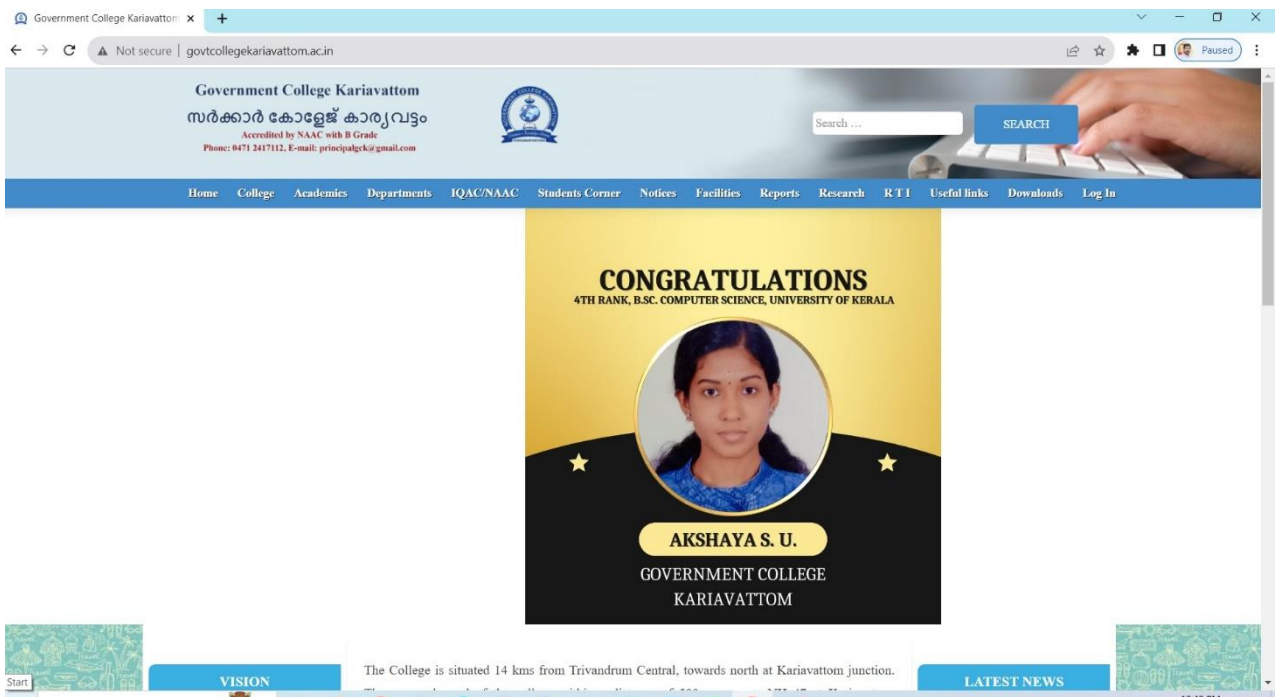 Government College Kariavattom
Not secure | govtcollegekariavattom.ac.in
Paused
Government College Kariavattom
സർക്കാർ കോളേജ് കാര്യവട്ടം
Accredited by NAAC with B Grade
Phone: 0471 2417112, E-mail: principalgck@gmail.com
Search ...
SEARCH
Home College Academics Departments IQAC/NAAC Students Corner Notices Facilities Reports Research R T I Useful links Downloads Log In
CONGRATULATIONS
4TH RANK, B.SC. COMPUTER SCIENCE, UNIVERSITY OF KERALA
AKSHAYA S. U.
GOVERNMENT COLLEGE
KARIAVATTOM
The College is situated 14 kms from Trivandrum Central, towards north at Kariavattom junction.
Start
VISION
LATEST NEWS